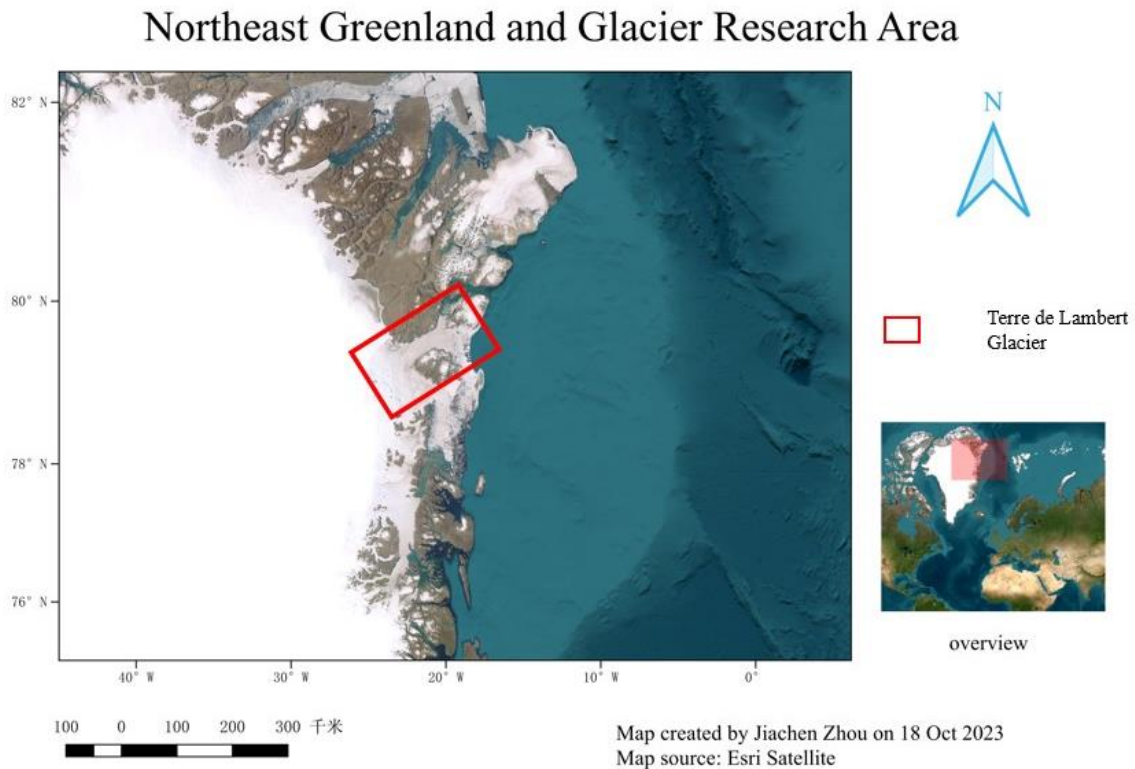 Northeast Greenland and Glacier Research Area
82° N
80° N
78° N
76° N
40° W
30° W
20° W
10° W
0°
N
Terre de Lambert
Glacier
overview
100 0 100 200 300 千米
Map created by Jiachen Zhou on 18 Oct 2023
Map source: Esri Satellite